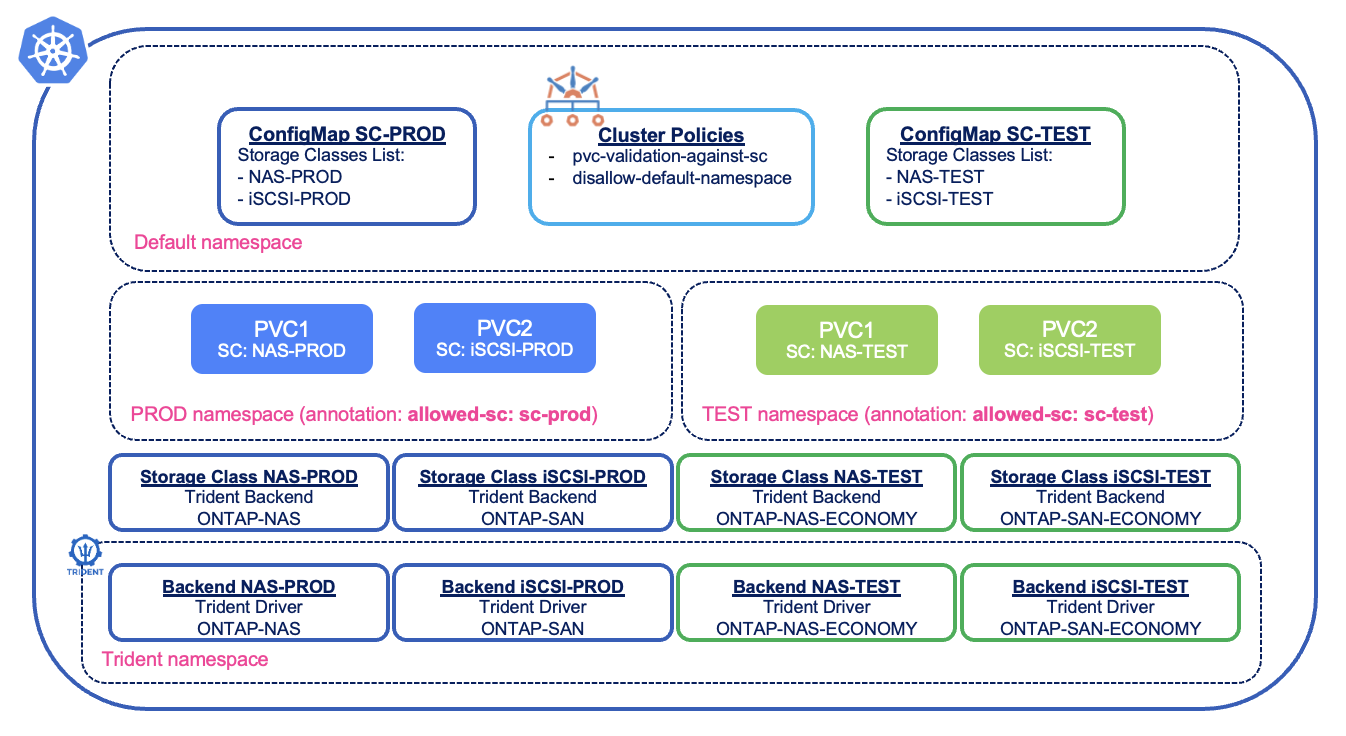 ConfigMap SC-PROD
Storage Classes List:
- NAS-PROD
- iSCSI-PROD
Cluster Policies
- pvc-validation-against-sc
- disallow-default-namespace
ConfigMap SC-TEST
Storage Classes List:
- NAS-TEST
- iSCSI-TEST
Default namespace
PVC1
SC: NAS-PROD
PVC2
SC: iSCSI-PROD
PROD namespace (annotation: allowed-sc: sc-prod)
PVC1
SC: NAS-TEST
PVC2
SC: iSCSI-TEST
TEST namespace (annotation: allowed-sc: sc-test)
Storage Class NAS-PROD
Trident Backend
ONTAP-NAS
Storage Class iSCSI-PROD
Trident Backend
ONTAP-SAN
Storage Class NAS-TEST
Trident Backend
ONTAP-NAS-ECONOMY
Storage Class iSCSI-TEST
Trident Backend
ONTAP-SAN-ECONOMY
TRIDENT
Backend NAS-PROD
Trident Driver
ONTAP-NAS
Backend iSCSI-PROD
Trident Driver
ONTAP-SAN
Backend NAS-TEST
Trident Driver
ONTAP-NAS-ECONOMY
Backend iSCSI-TEST
Trident Driver
ONTAP-SAN-ECONOMY
Trident namespace